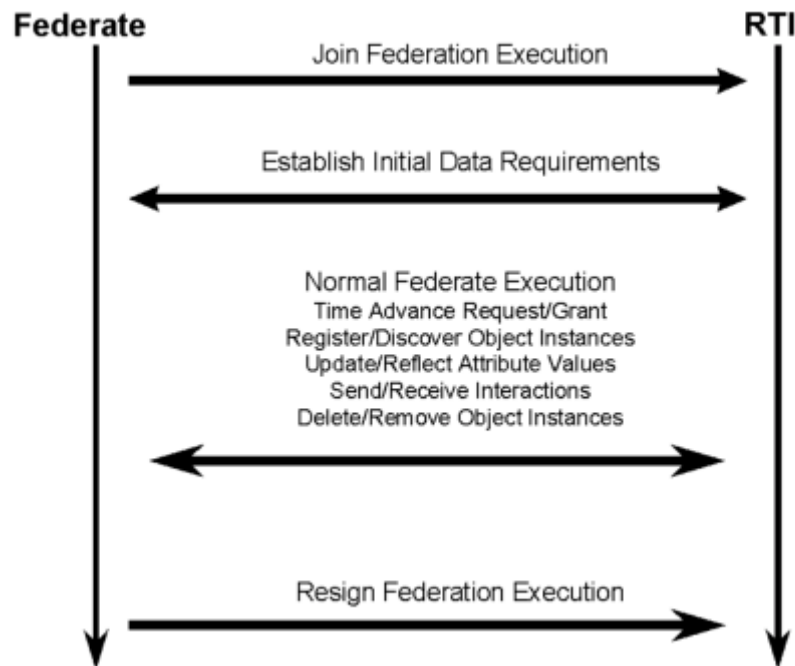 Federate
RTI
Join Federation Execution
Establish Initial Data Requirements
Normal Federate Execution
Time Advance Request/Grant
Register/Discover Object Instances
Update/Reflect Attribute Values
Send/Receive Interactions
Delete/Remove Object Instances
Resign Federation Execution